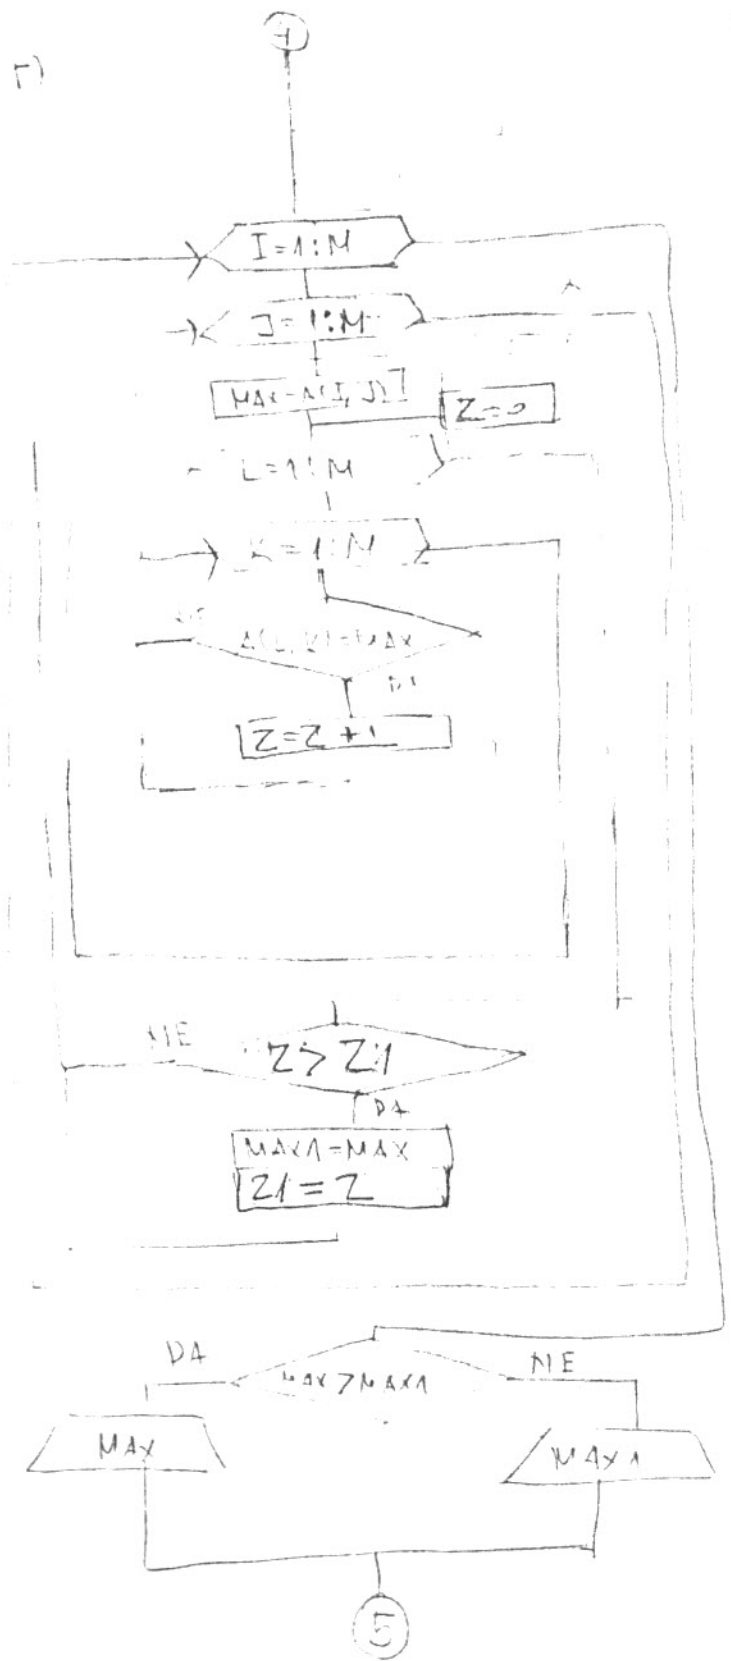 4
г)
I=1:M
J=1:M
MAX=A(I,J)
Z=0
L=1:M
K=1:M
NE
A(L,K)=MAX
DA
Z=Z+1
NE
Z>Z1
DA
MAX1=MAX
Z1=Z
DA
MAX>MAX1
NE
MAX
MAX1
5